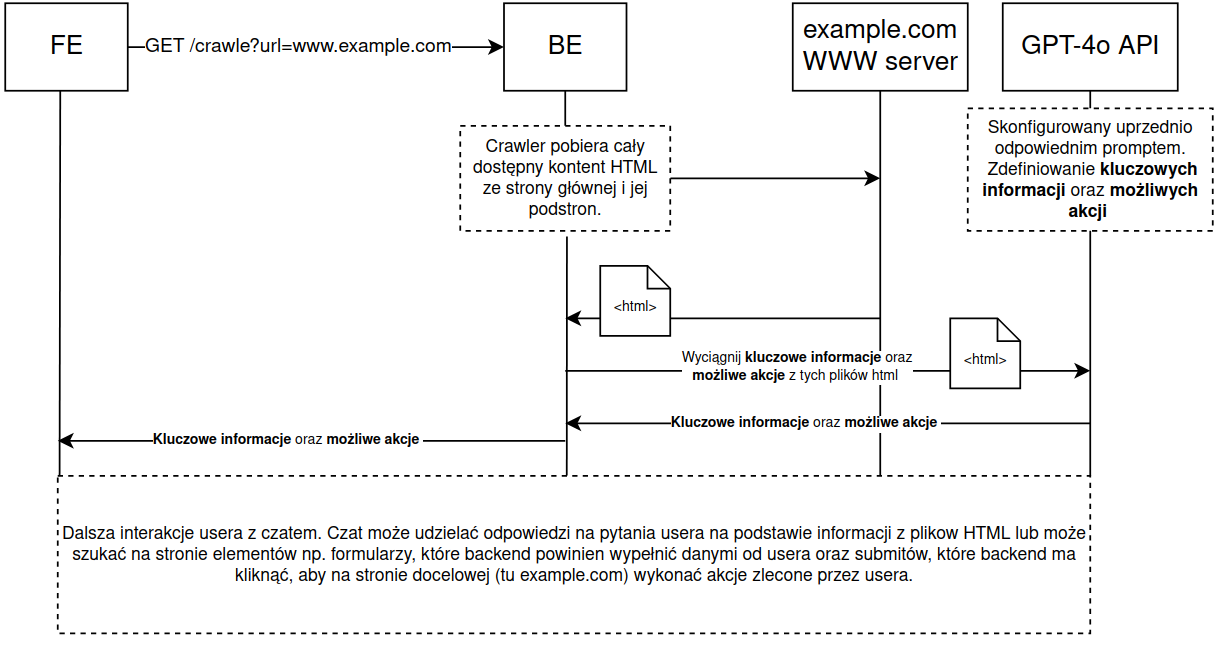 FE
GET /crawle?url=www.example.com
BE
example.com
WWW server
GPT-4o API
Crawler pobiera cały
dostępny kontent HTML
ze strony głównej i jej
podstron.
Skonfigurowany uprzednio
odpowiednim promptem.
Zdefiniowanie kluczowych
informacji oraz możliwych
akcji
<html>
Wyciągnij kluczowe informacje oraz
możliwe akcje z tych plików html
<html>
Kluczowe informacje oraz możliwe akcje
Kluczowe informacje oraz możliwe akcje
Dalsza interakcje usera z czatem. Czat może udzielać odpowiedzi na pytania usera na podstawie informacji z plikow HTML lub może
szukać na stronie elementów np. formularzy, które backend powinien wypełnić danymi od usera oraz submitów, które backend ma
kliknąć, aby na stronie docelowej (tu example.com) wykonać akcje zlecone przez usera.